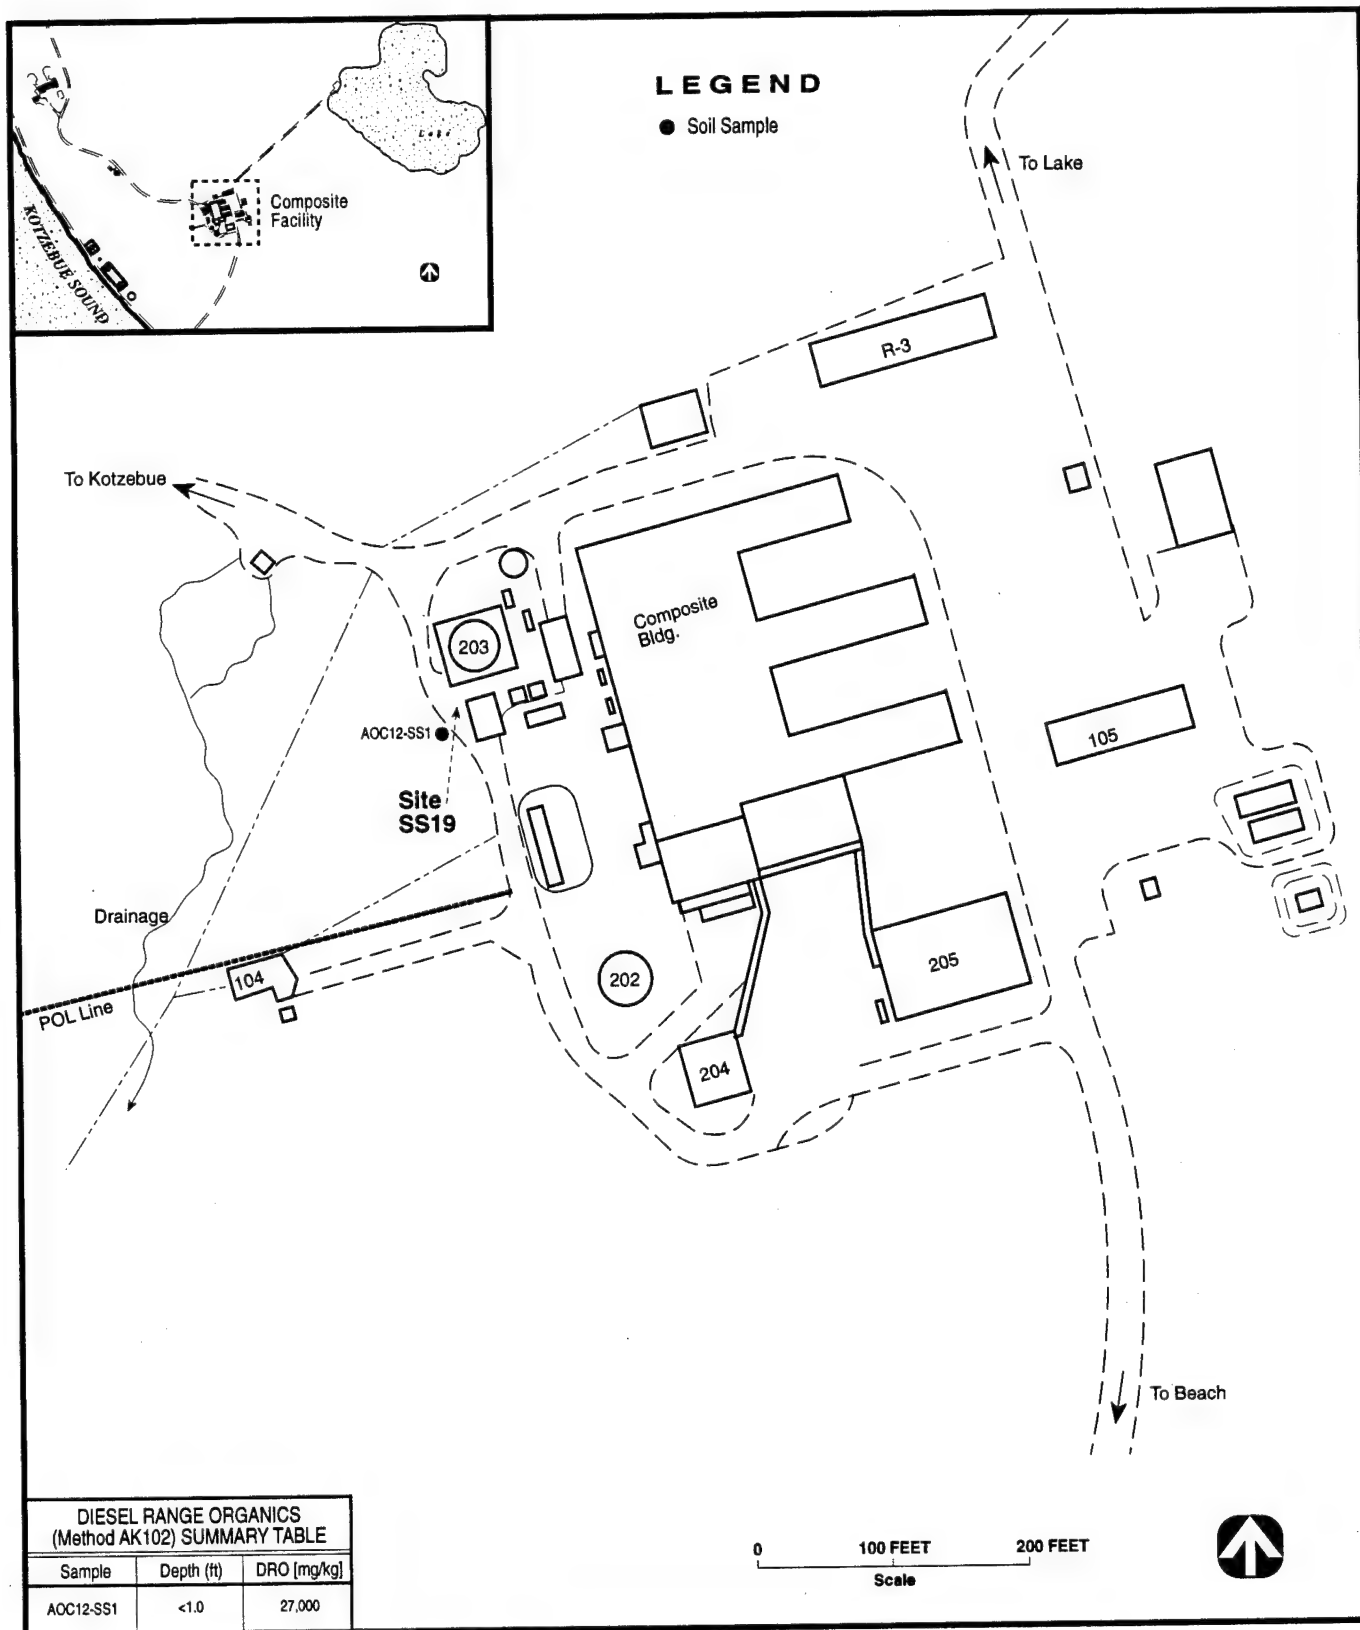 LEGEND
Soil Sample
Lake
Composite
Facility
KOTZEBUE SOUND
To Lake
R-3
To Kotzebue
Composite
Bldg.
203
AOC12-SS1
Site
SS19
105
Drainage
104
POL Line
202
205
204
To Beach
DIESEL RANGE ORGANICS
(Method AK102) SUMMARY TABLE
Sample Depth (ft) DRO [mg/kg]
AOC12-SS1 <1.0 27,000
0 100 FEET 200 FEET
Scale